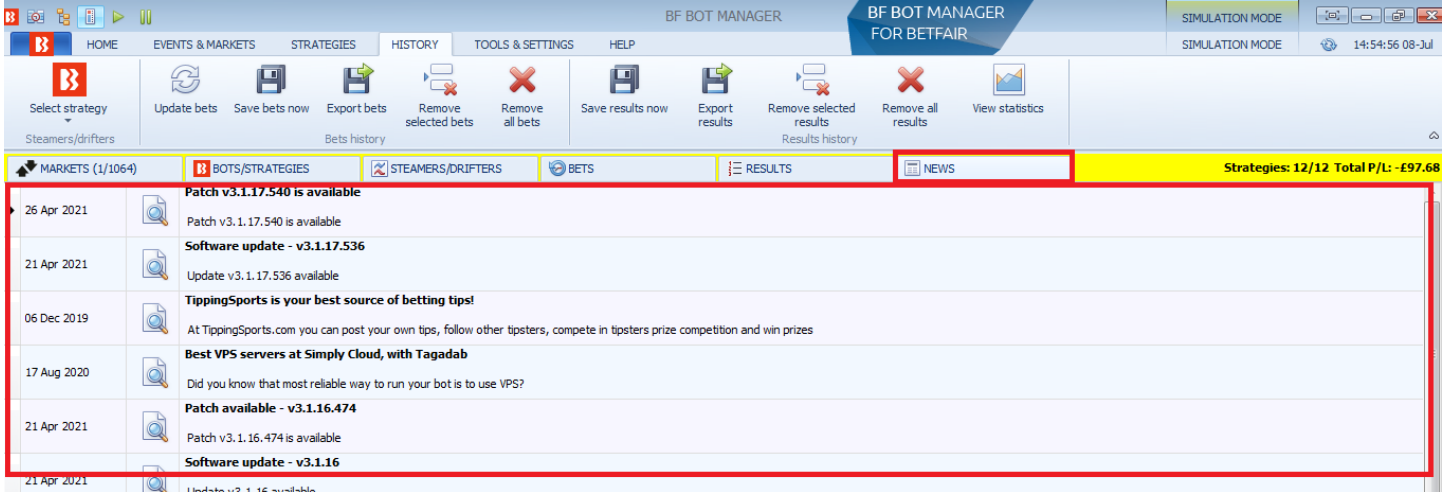 BF BOT MANAGER
BF BOT MANAGER
FOR BETFAIR
SIMULATION MODE
HOME
EVENTS & MARKETS
STRATEGIES
HISTORY
TOOLS & SETTINGS
HELP
SIMULATION MODE
14:54:56 08-Jul
Select strategy
Update bets
Save bets now
Export bets
Remove
selected bets
Remove
all bets
Save results now
Export
results
Remove selected
results
Remove all
results
View statistics
Steamers/drifters
Bets history
Results history
MARKETS (1/1064)
BOTS/STRATEGIES
STEAMERS/DRIFTERS
BETS
RESULTS
NEWS
Strategies: 12/12 Total P/L: -£97.68
26 Apr 2021
Patch v3.1.17.540 is available
Patch v3.1.17.540 is available
21 Apr 2021
Software update - v3.1.17.536
Update v3.1.17.536 available
06 Dec 2019
TippingSports is your best source of betting tips!
At TippingSports.com you can post your own tips, follow other tipsters, compete in tipsters prize competition and win prizes
17 Aug 2020
Best VPS servers at Simply Cloud, with Tagadab
Did you know that most reliable way to run your bot is to use VPS?
21 Apr 2021
Patch available - v3.1.16.474
Patch v3.1.16.474 is available
21 Apr 2021
Software update - v3.1.16
Update v3.1.16 available